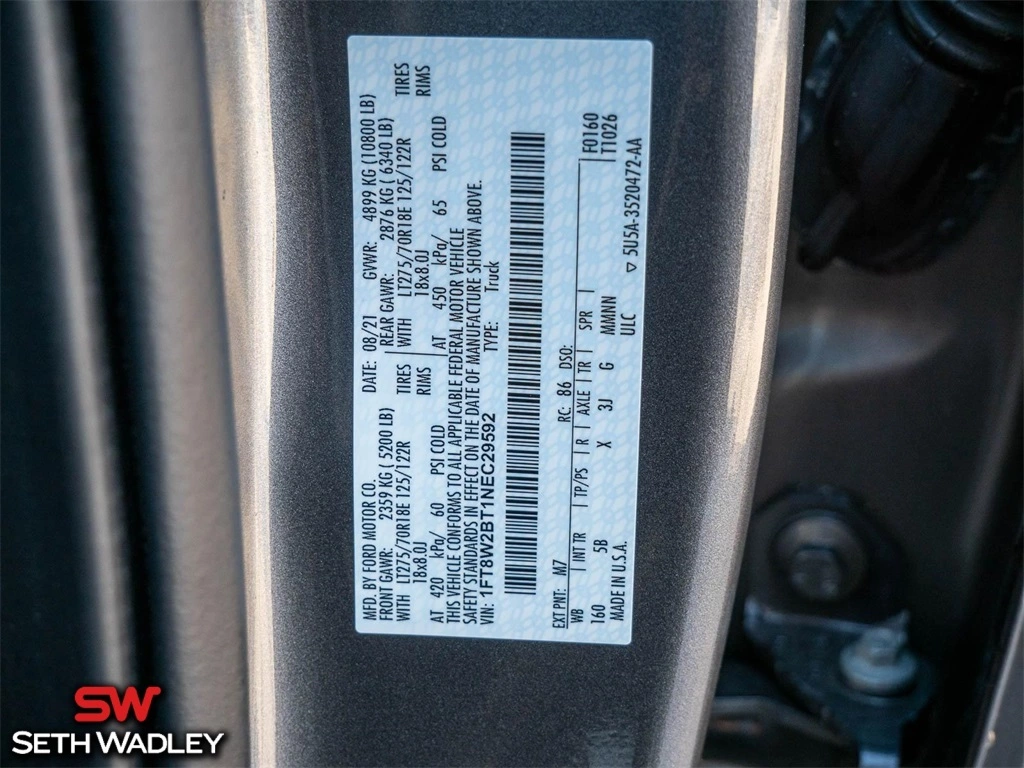 MFD. BY FORD MOTOR CO. DATE: 08/21 GVWR: 4899 KG (10800 LB)
FRONT GAWR: 2359 KG ( 5200 LB) REAR GAWR: 2876 KG ( 6340 LB)
WITH LT275/70R18E 125/122R TIRES WITH LT275/70R18E 125/122R TIRES
18x8.0J RIMS 18x8.0J RIMS
AT 420 kPa/ 60 PSI COLD AT 450 kPa/ 65 PSI COLD
THIS VEHICLE CONFORMS TO ALL APPLICABLE FEDERAL MOTOR VEHICLE
SAFETY STANDARDS IN EFFECT ON THE DATE OF MANUFACTURE SHOWN ABOVE.
VIN: 1FT8W2BT1NEC29592 TYPE: Truck
EXT PNT: M7 RC: 86 DSO:
WB | INT TR | TP/PS | R | AXLE | TR | SPR | F0160
160 5B X 3J G MMNN T1026
MADE IN U.S.A. ULC ▽ 5U5A-3520472-AA
SW
SETH WADLEY